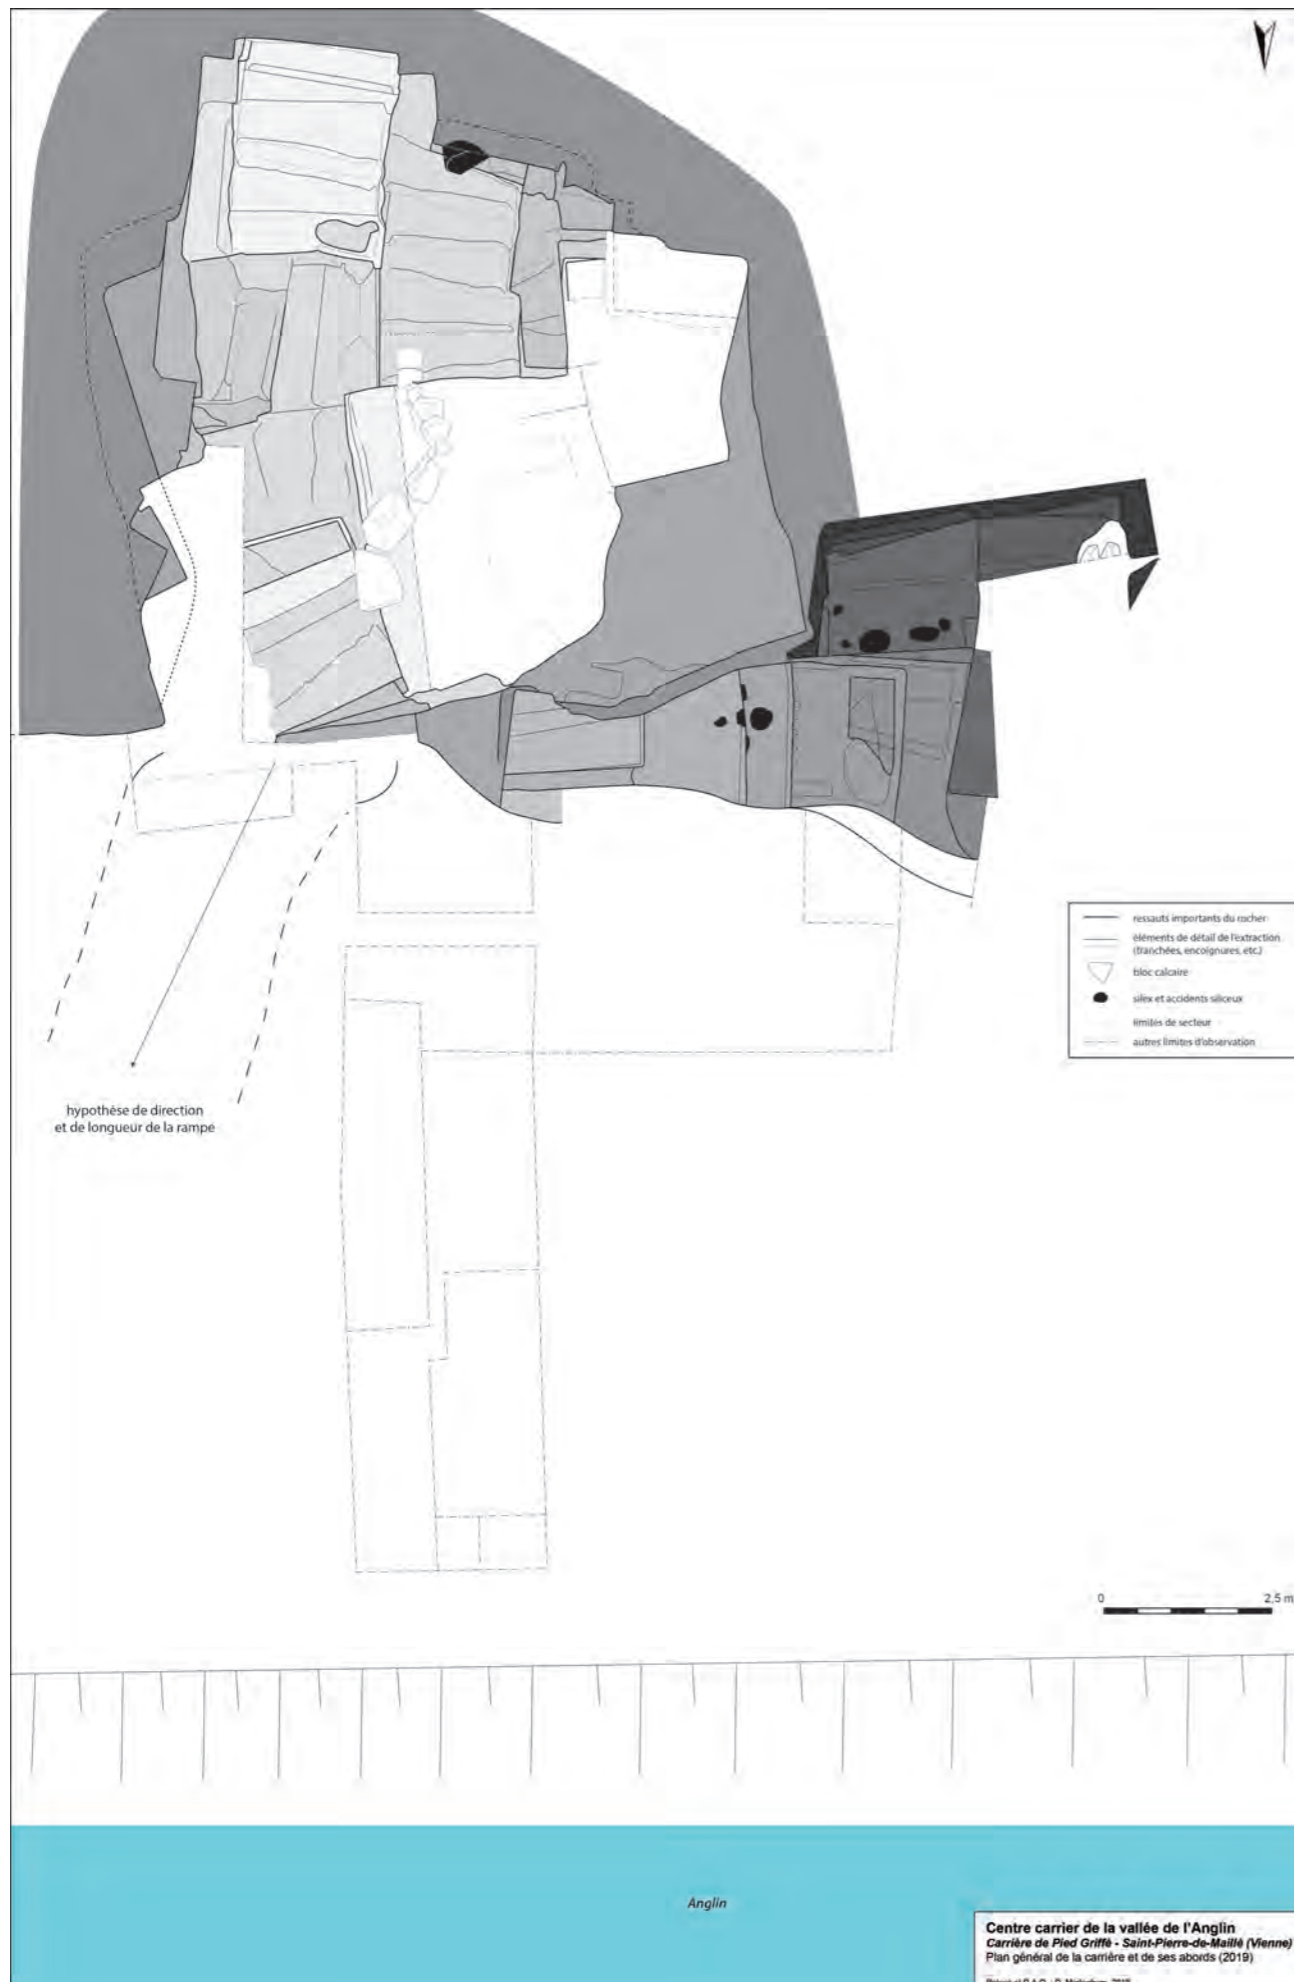 ressauts importants du rocher
éléments de détail de l'extraction
(tranchées, encoignures, etc.)
bloc calcaire
silex et accidents siliceux
limites de secteur
autres limites d'observation
hypothèse de direction
et de longueur de la rampe
0 2,5 m
Anglin
Centre carrier de la vallée de l'Anglin
Carrière de Pied Griffé - Saint-Pierre-de-Maillé (Vienne)
Plan général de la carrière et de ses abords (2019)